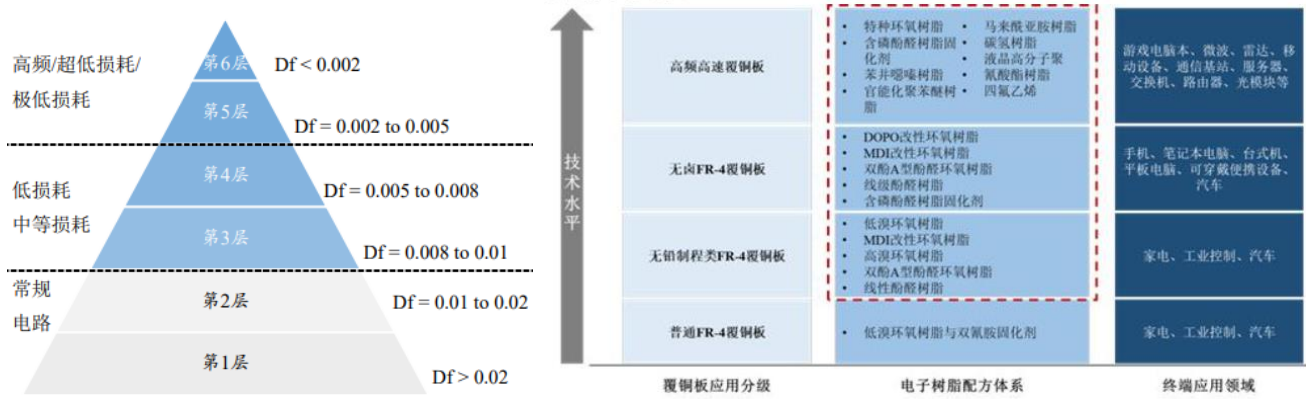 高频/超低损耗/
极低损耗
第6层
Df < 0.002
第5层
Df = 0.002 to 0.005
低损耗
中等损耗
第4层
Df = 0.005 to 0.008
第3层
Df = 0.008 to 0.01
常规
电路
第2层
Df = 0.01 to 0.02
第1层
Df > 0.02
技术水平
高频高速覆铜板
• 特种环氧树脂
• 含磷酚醛树脂固
化剂
• 苯并噁嗪树脂
• 官能化聚苯醚树
脂
• 马来酰亚胺树脂
• 碳氢树脂
• 液晶高分子聚
• 氰酸酯树脂
• 四氟乙烯
游戏电脑本、微波、雷达、移
动设备、通信基站、服务器、
交换机、路由器、光模块等
无卤FR-4覆铜板
• DOPO改性环氧树脂
• MDI改性环氧树脂
• 双酚A型酚醛环氧树脂
• 线级酚醛树脂
• 含磷酚醛树脂固化剂
手机、笔记本电脑、台式机、
平板电脑、可穿戴便携设备、
汽车
无铅制程类FR-4覆铜板
• 低溴环氧树脂
• MDI改性环氧树脂
• 高溴环氧树脂
• 双酚A型酚醛环氧树脂
• 线性酚醛树脂
家电、工业控制、汽车
普通FR-4覆铜板
• 低溴环氧树脂与双氰胺固化剂
家电、工业控制、汽车
覆铜板应用分级
电子树脂配方体系
终端应用领域